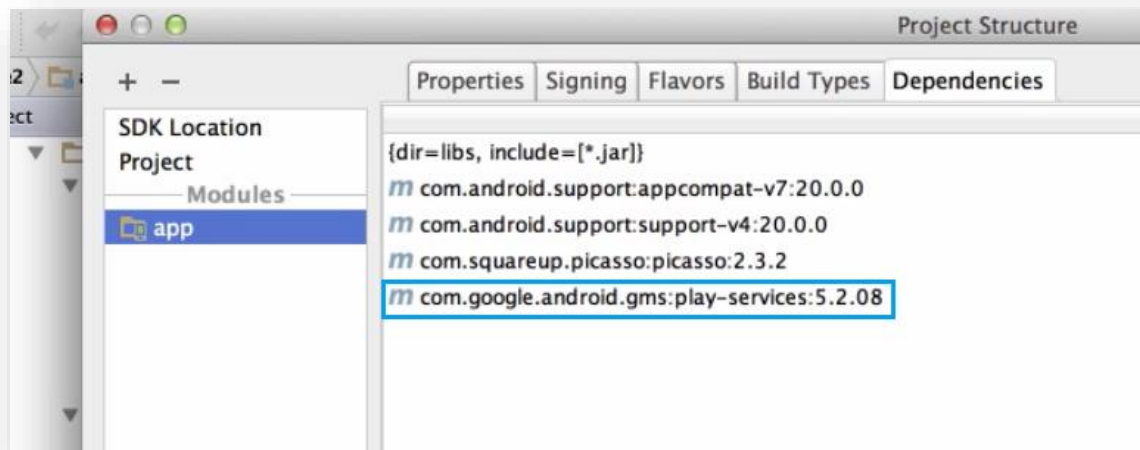 Project Structure
2
ect
+ −
Properties Signing Flavors Build Types Dependencies
SDK Location
Project
Modules
app
{dir=libs, include=[*.jar]}
m com.android.support:appcompat-v7:20.0.0
m com.android.support:support-v4:20.0.0
m com.squareup.picasso:picasso:2.3.2
m com.google.android.gms:play-services:5.2.08